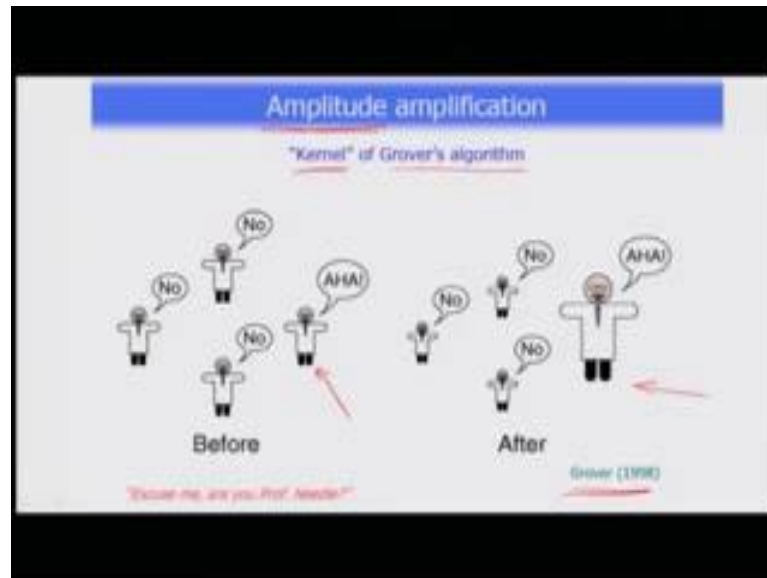 Amplitude amplification
"Kernel" of Grover's algorithm
No
No
AHA!
No
No
No
AHA!
No
Before
After
Grover (1998)
"Excuse me, are you Prof. Needle?"